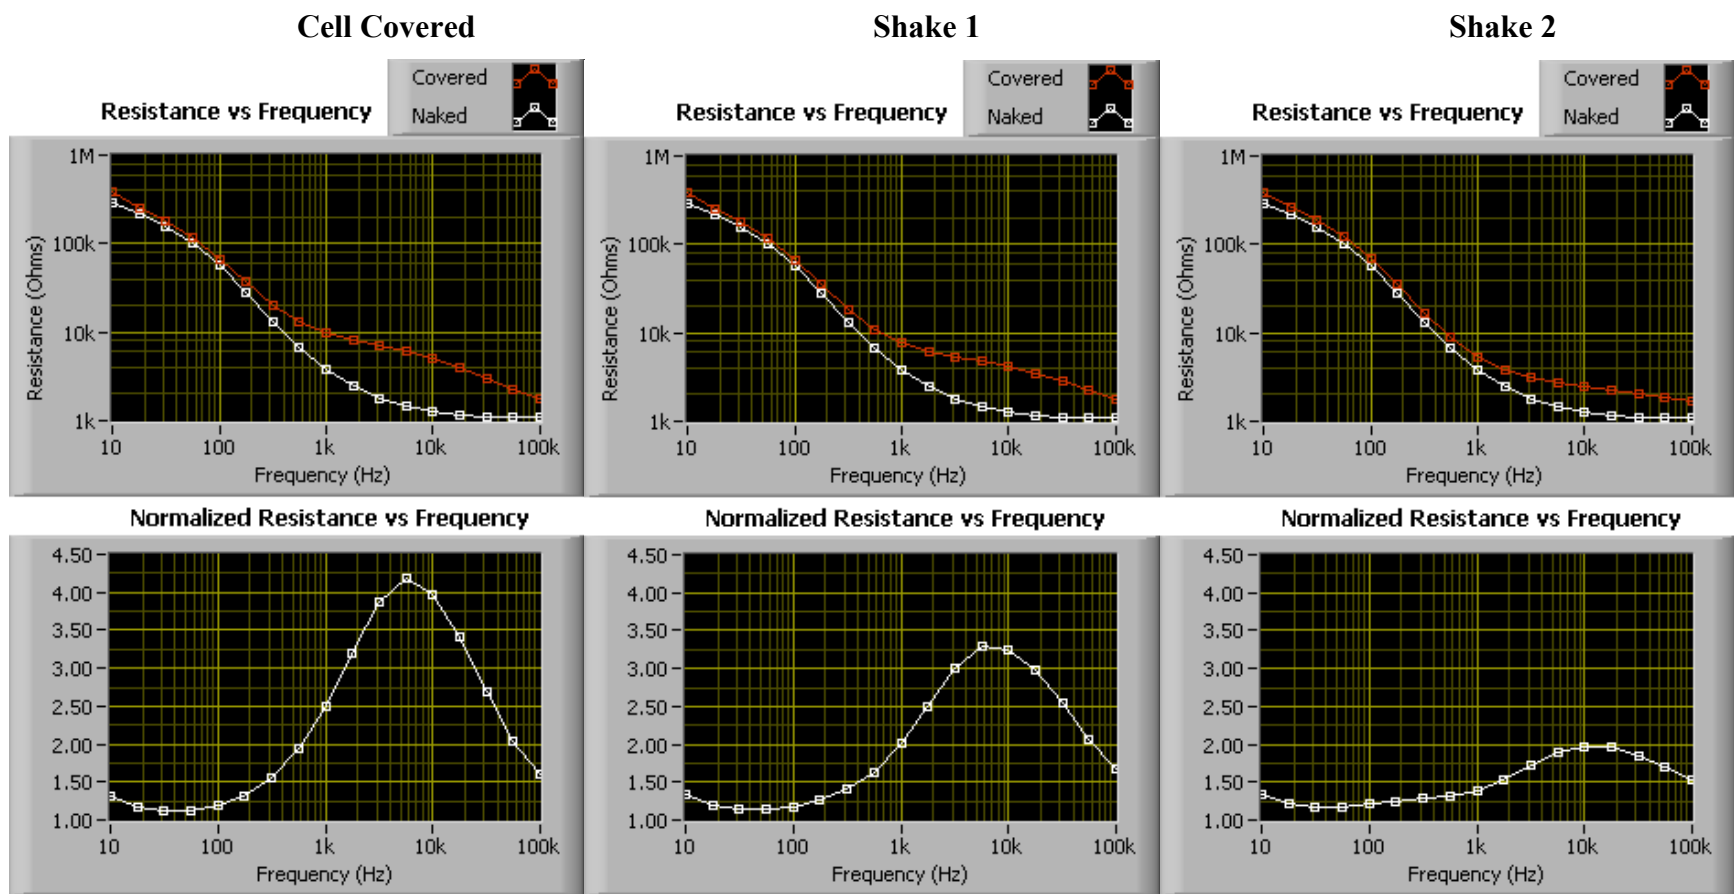 Cell Covered
Shake 1
Shake 2
Resistance vs Frequency
Covered
Naked
1M
100k
10k
1k
Resistance (Ohms)
10
100
1k
10k
100k
Frequency (Hz)
Resistance vs Frequency
Covered
Naked
1M
100k
10k
1k
Resistance (Ohms)
10
100
1k
10k
100k
Frequency (Hz)
Resistance vs Frequency
Covered
Naked
1M
100k
10k
1k
Resistance (Ohms)
10
100
1k
10k
100k
Frequency (Hz)
Normalized Resistance vs Frequency
4.50
4.00
3.50
3.00
2.50
2.00
1.50
1.00
10
100
1k
10k
100k
Frequency (Hz)
Normalized Resistance vs Frequency
4.50
4.00
3.50
3.00
2.50
2.00
1.50
1.00
10
100
1k
10k
100k
Frequency (Hz)
Normalized Resistance vs Frequency
4.50
4.00
3.50
3.00
2.50
2.00
1.50
1.00
10
100
1k
10k
100k
Frequency (Hz)